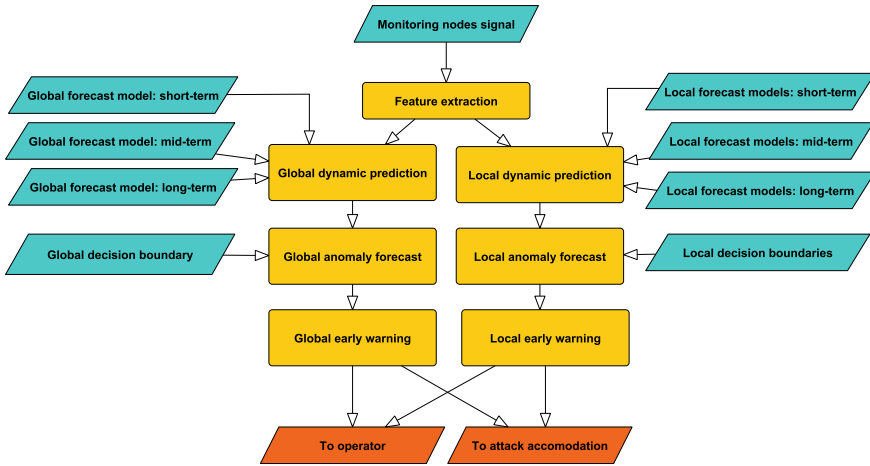 Monitoring nodes signal
Global forecast model: short-term
Feature extraction
Local forecast models: short-term
Global forecast model: mid-term
Local forecast models: mid-term
Global dynamic prediction
Local dynamic prediction
Global forecast model: long-term
Local forecast models: long-term
Global decision boundary
Global anomaly forecast
Local anomaly forecast
Local decision boundaries
Global early warning
Local early warning
To operator
To attack accomodation